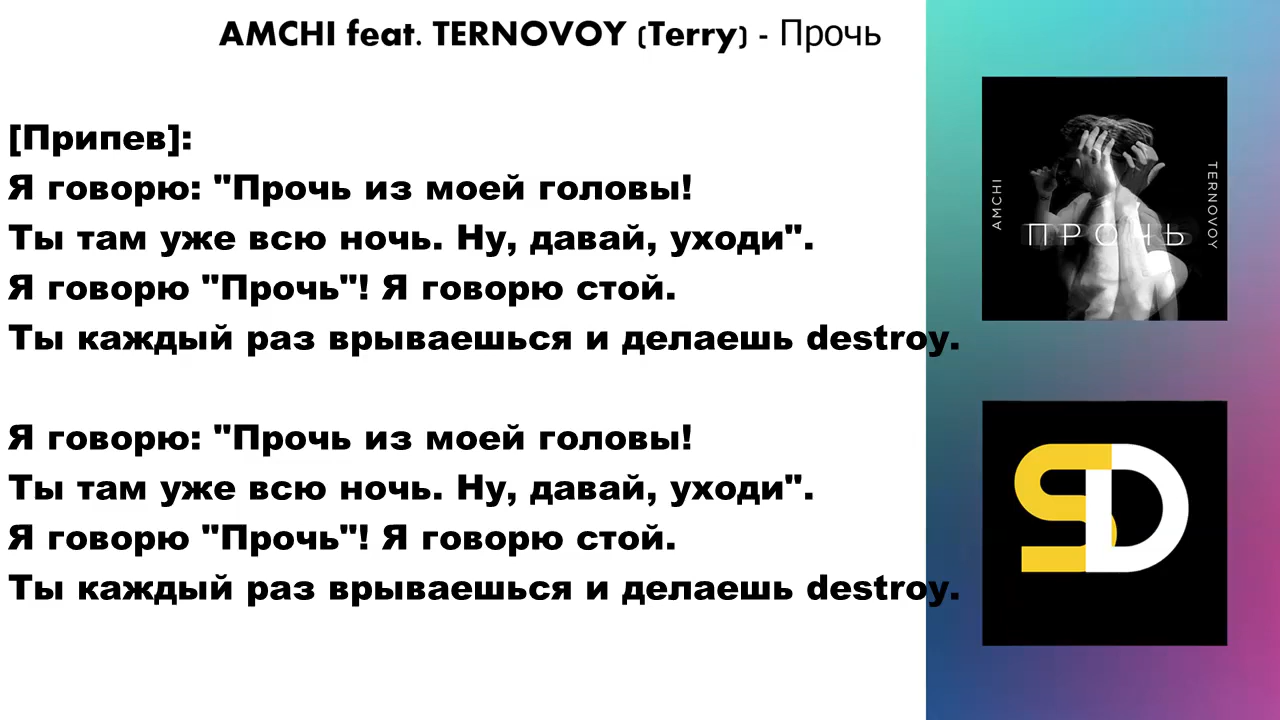 AMCHI feat. TERNOVOY (Terry) - Прочь
[Припев]:
Я говорю: "Прочь из моей головы!
Ты там уже всю ночь. Ну, давай, уходи".
Я говорю "Прочь"! Я говорю стой.
Ты каждый раз врываешься и делаешь destroy.
Я говорю: "Прочь из моей головы!
Ты там уже всю ночь. Ну, давай, уходи".
Я говорю "Прочь"! Я говорю стой.
Ты каждый раз врываешься и делаешь destroy.
AMCHI
TERNOVOY
ПРОЧЬ
SD